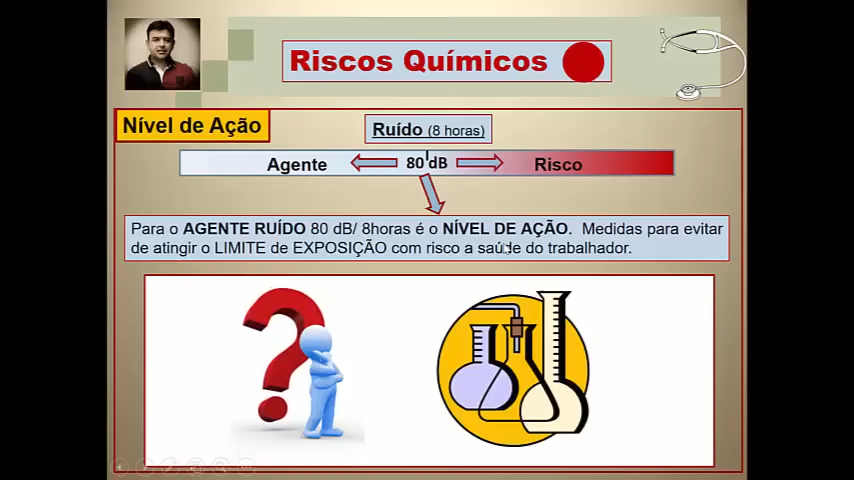 Riscos Químicos
Nível de Ação
Ruído (8 horas)
Agente 80 dB Risco
Para o AGENTE RUÍDO 80 dB/ 8horas é o NÍVEL DE AÇÃO. Medidas para evitar
de atingir o LIMITE de EXPOSIÇÃO com risco a saúde do trabalhador.